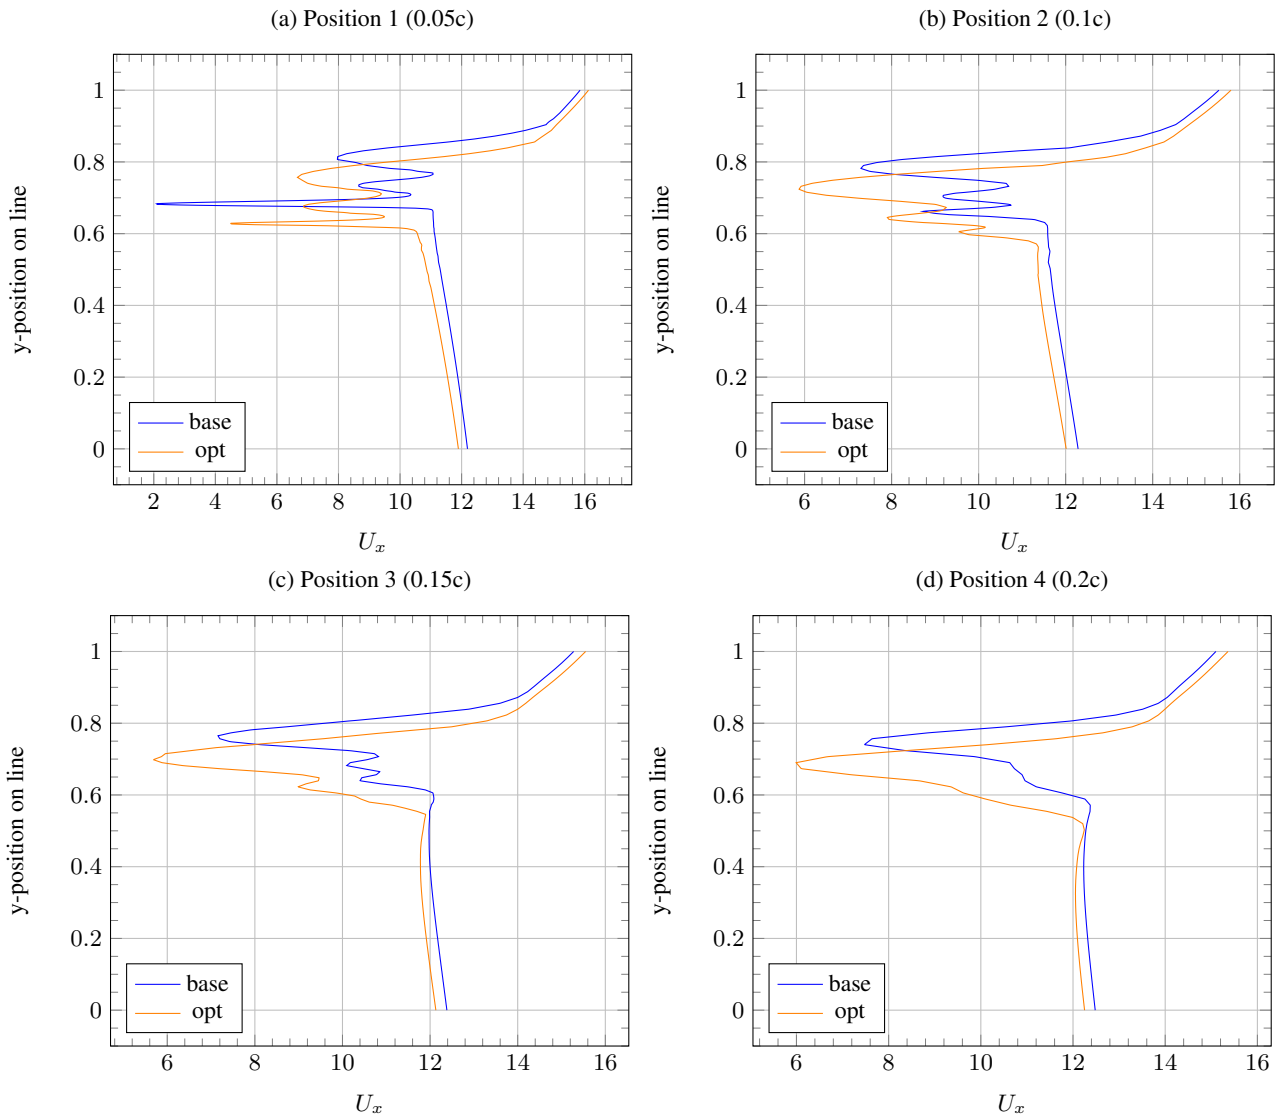 (a) Position 1 (0.05c)
1
0.8
0.6
0.4
0.2
0
y-position on line
base
opt
2 4 6 8 10 12 14 16
U_x
(b) Position 2 (0.1c)
1
0.8
0.6
0.4
0.2
0
y-position on line
base
opt
6 8 10 12 14 16
U_x
(c) Position 3 (0.15c)
1
0.8
0.6
0.4
0.2
0
y-position on line
base
opt
6 8 10 12 14 16
U_x
(d) Position 4 (0.2c)
1
0.8
0.6
0.4
0.2
0
y-position on line
base
opt
6 8 10 12 14 16
U_x